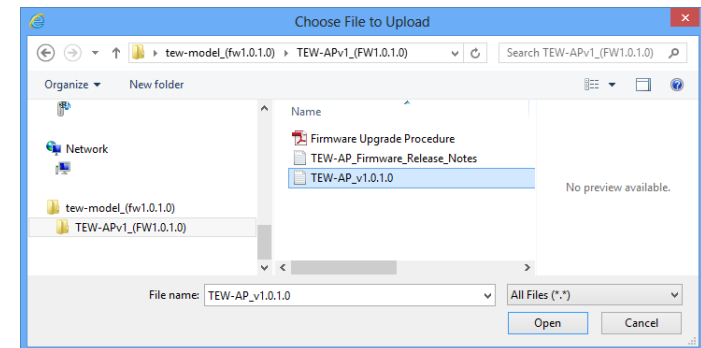 Choose File to Upload
tew-model_(fw1.0.1.0) TEW-APv1_(FW1.0.1.0)
Search TEW-APv1_(FW1.0.1.0)
Organize New folder
Name
Firmware Upgrade Procedure
Network
TEW-AP_Firmware_Release_Notes
TEW-AP_v1.0.1.0
No preview available.
tew-model_(fw1.0.1.0)
TEW-APv1_(FW1.0.1.0)
File name: TEW-AP_v1.0.1.0 All Files (*.*)
Open Cancel